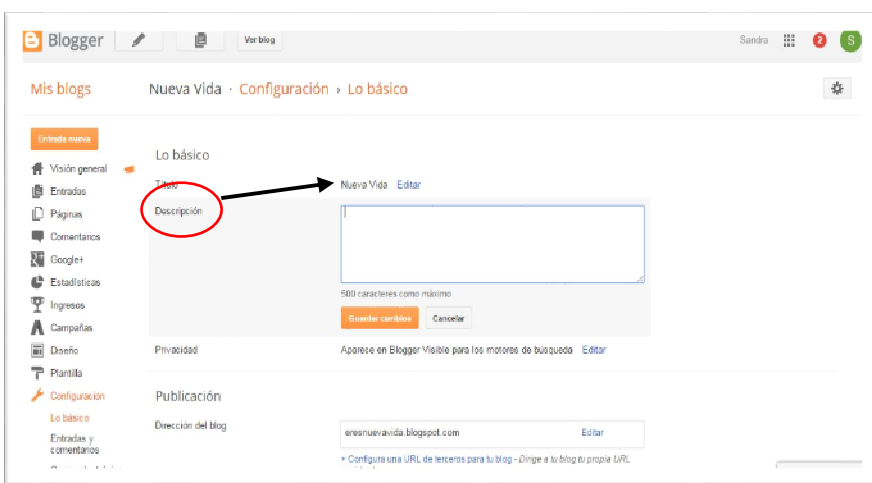 Blogger
Ver blog
Sandra
2
S
Mis blogs
Nueva Vida · Configuración › Lo básico
Entrada nueva
Visión general
Entradas
Páginas
Comentarios
Google+
Estadísticas
Ingresos
Campañas
Diseño
Plantilla
Configuración
Lo básico
Entradas y
comentarios
Lo básico
Título
Nueva Vida Editar
Descripción
500 caracteres como máximo
Guardar cambios Cancelar
Privacidad
Aparece en Blogger Visible para los motores de búsqueda Editar
Publicación
Dirección del blog
eresnuevavida.blogspot.com Editar
+ Configura una URL de terceros para tu blog - Dirige a tu blog tu propia URL